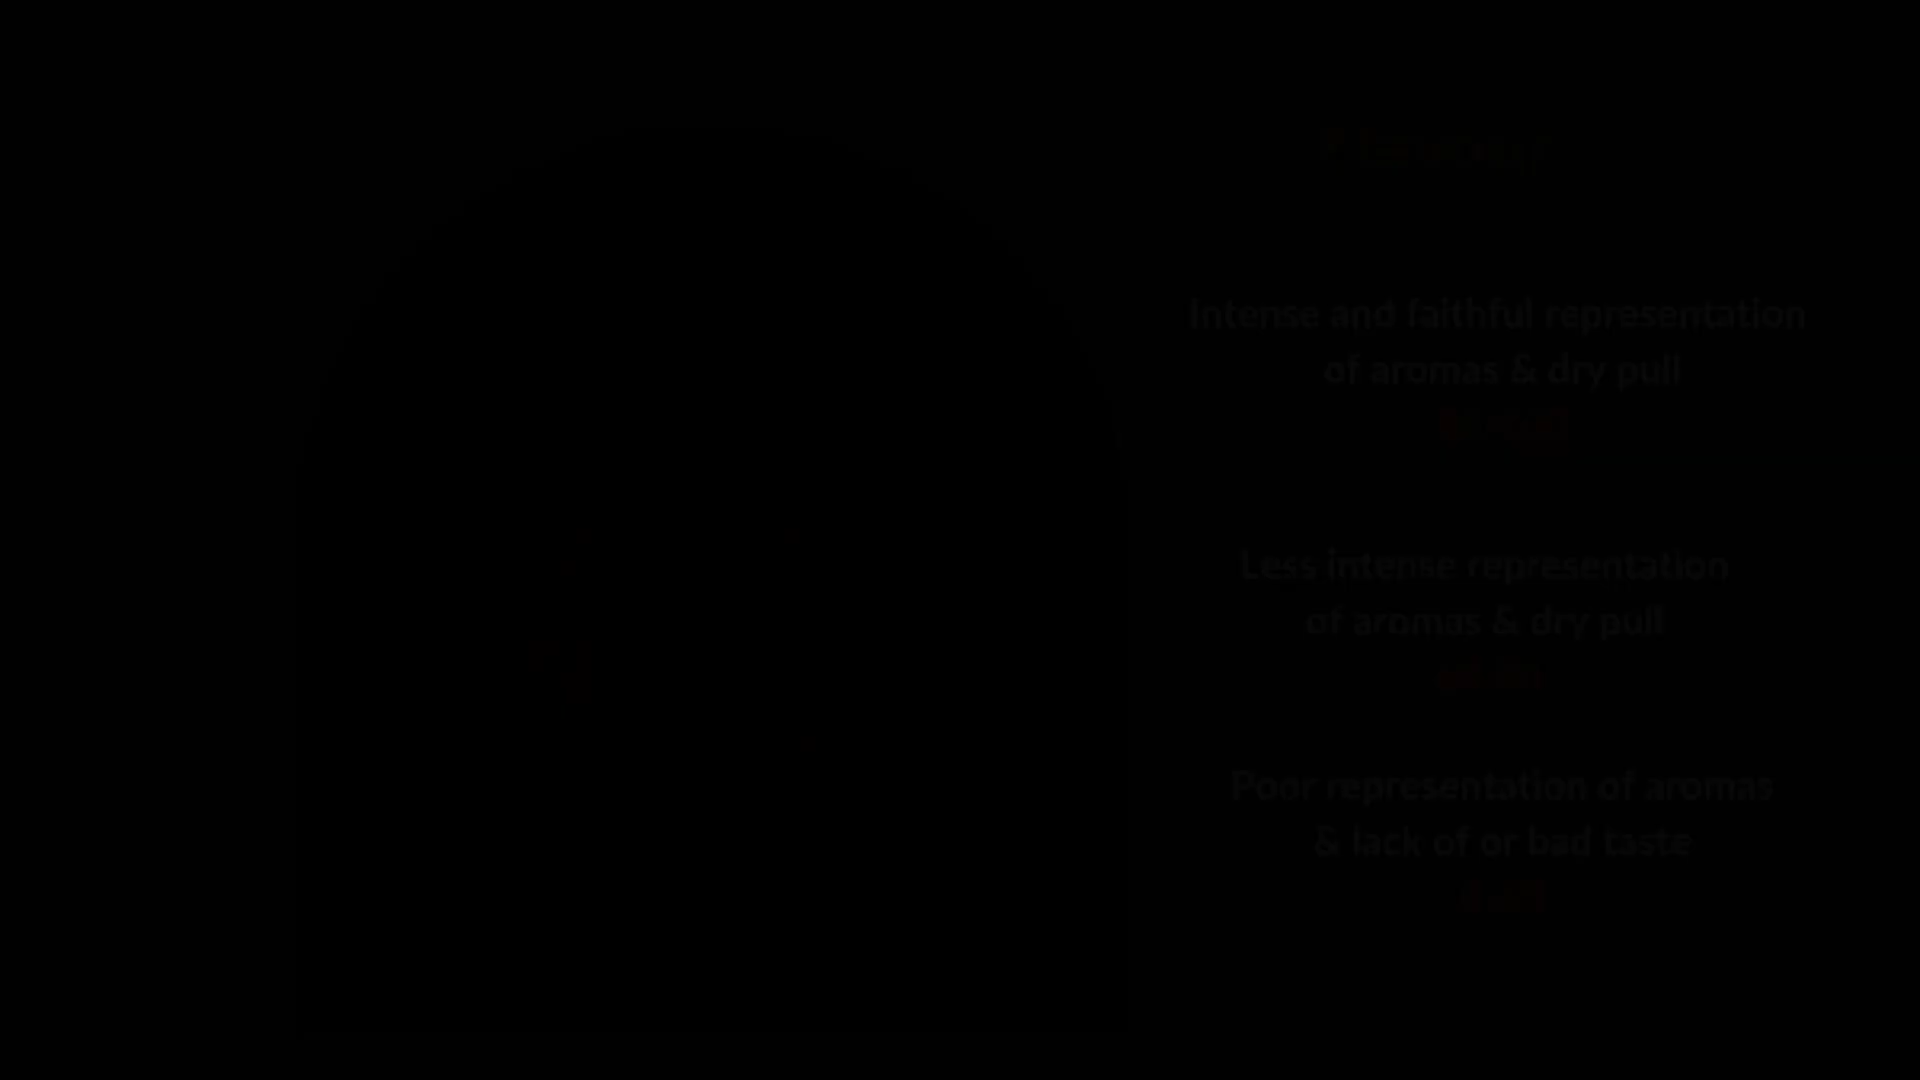 Intense and faithful representation
of aromas & dry pull
Less intense representation
of aromas & dry pull
Poor representation of aromas
& lack of or bad taste